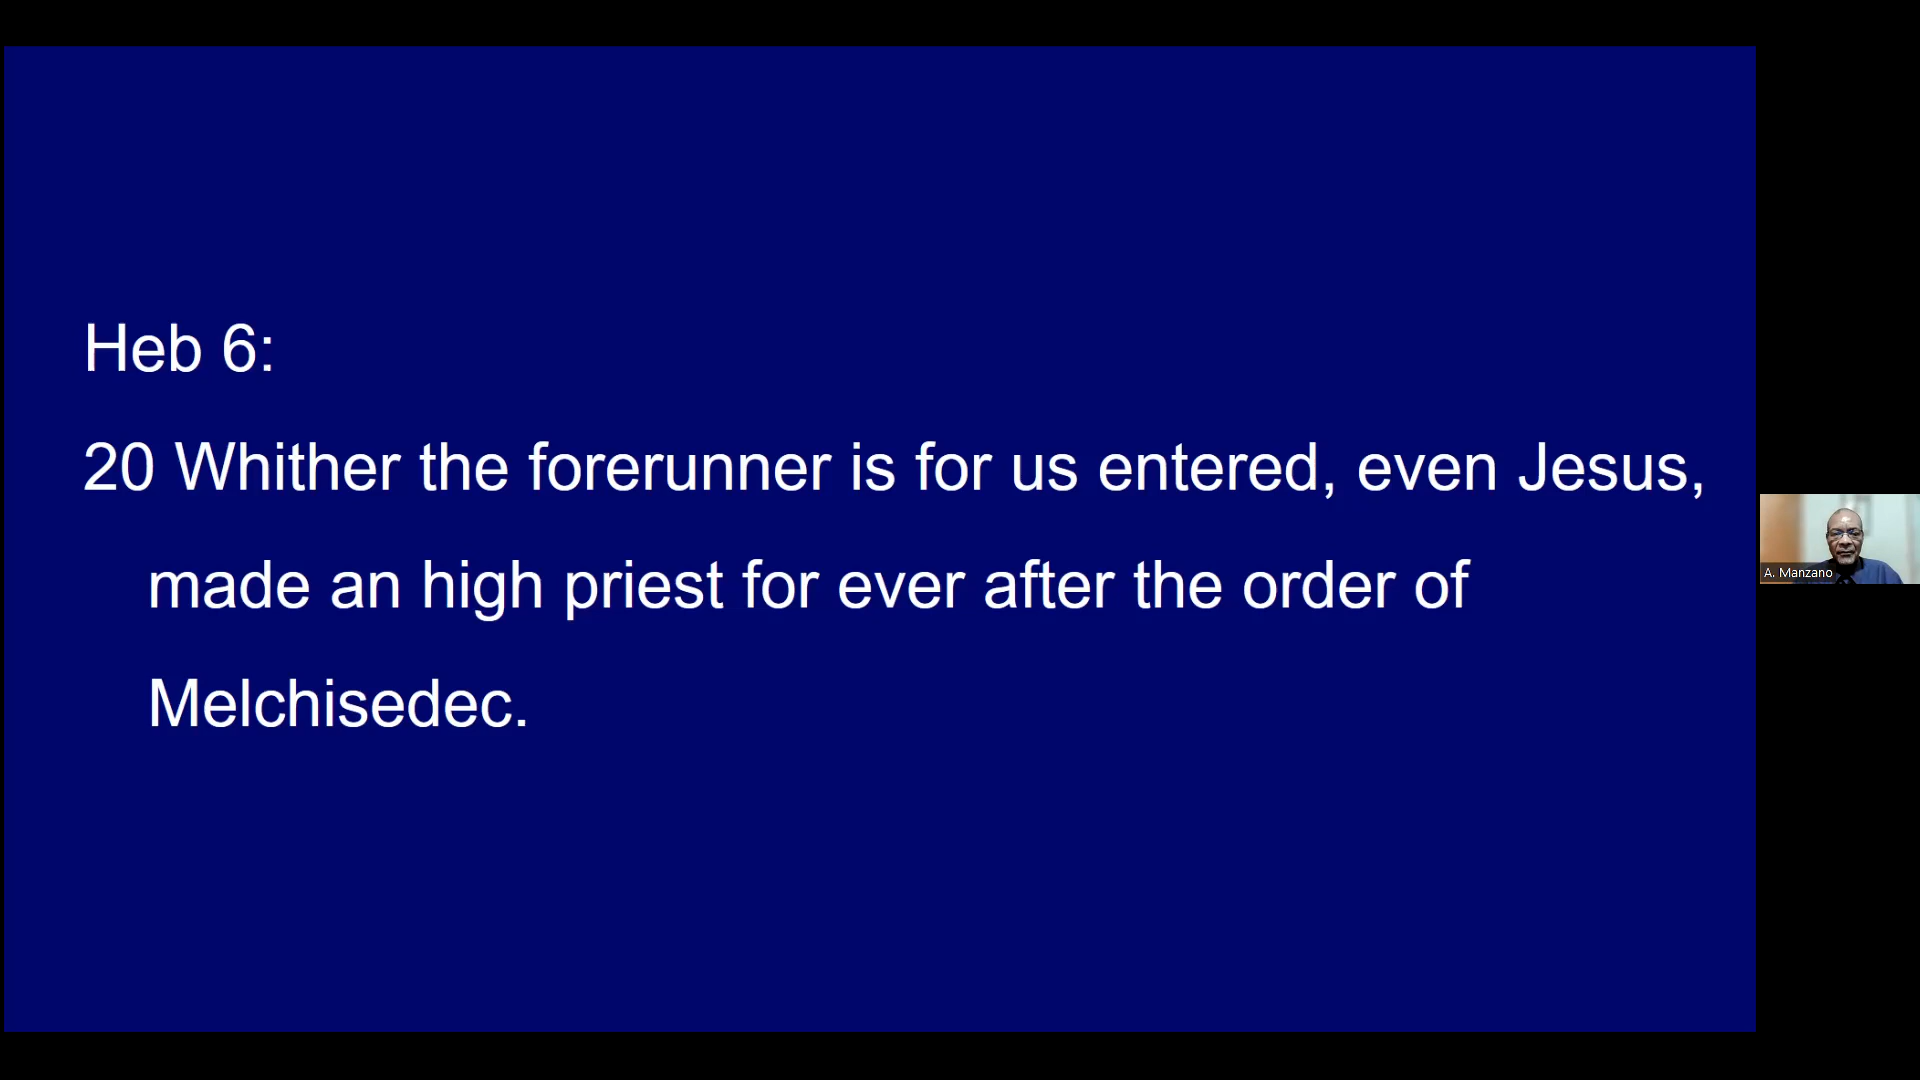 Heb 6:
20 Whither the forerunner is for us entered, even Jesus,
made an high priest for ever after the order of
Melchisedec.
A. Manzano